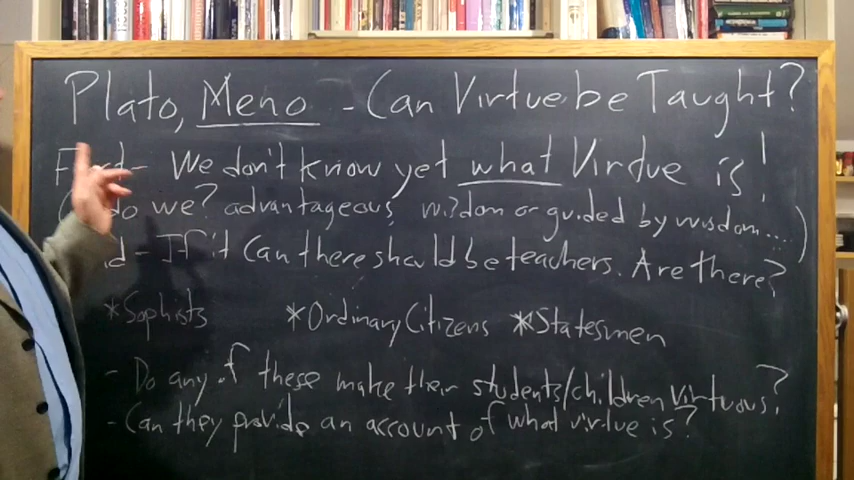 Plato, Meno - Can Virtue be Taught?
We don't know yet what Virtue is!
do we? advantageous, wisdom or guided by wisdom....)
- If it Can there should be teachers. Are there?
*Sophists *Ordinary Citizens *Statesmen
- Do any of these make their students/children virtuous?
- Can they provide an account of what virtue is?